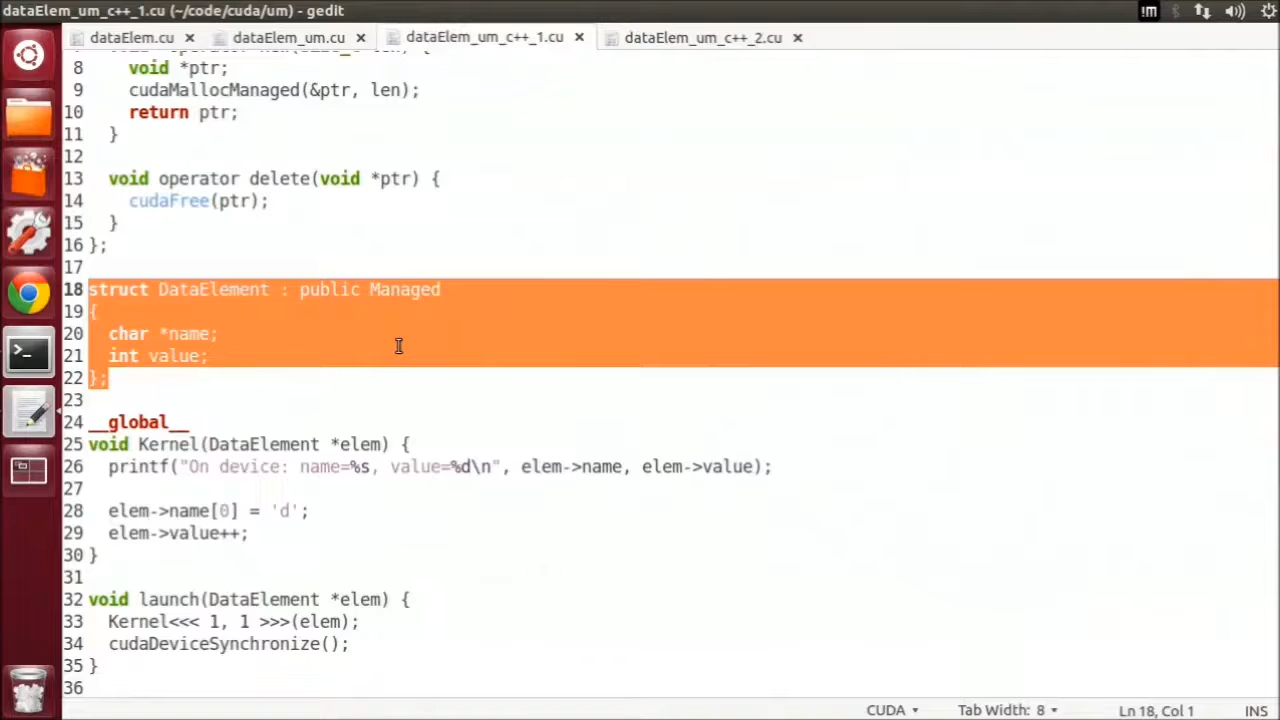 dataElem_um_c++_1.cu (~/code/cuda/um) - gedit
dataElem.cu × dataElem_um.cu × dataElem_um_c++_1.cu × dataElem_um_c++_2.cu ×
8 void *ptr;
9 cudaMallocManaged(&ptr, len);
10 return ptr;
11 }
12
13 void operator delete(void *ptr) {
14 cudaFree(ptr);
15 }
16 };
17
18 struct DataElement : public Managed
19 {
20 char *name;
21 int value;
22 };
23
24 __global__
25 void Kernel(DataElement *elem) {
26 printf("On device: name=%s, value=%d\n", elem->name, elem->value);
27
28 elem->name[0] = 'd';
29 elem->value++;
30 }
31
32 void launch(DataElement *elem) {
33 Kernel<<< 1, 1 >>>(elem);
34 cudaDeviceSynchronize();
35 }
36
CUDA Tab Width: 8 Ln 18, Col 1 INS